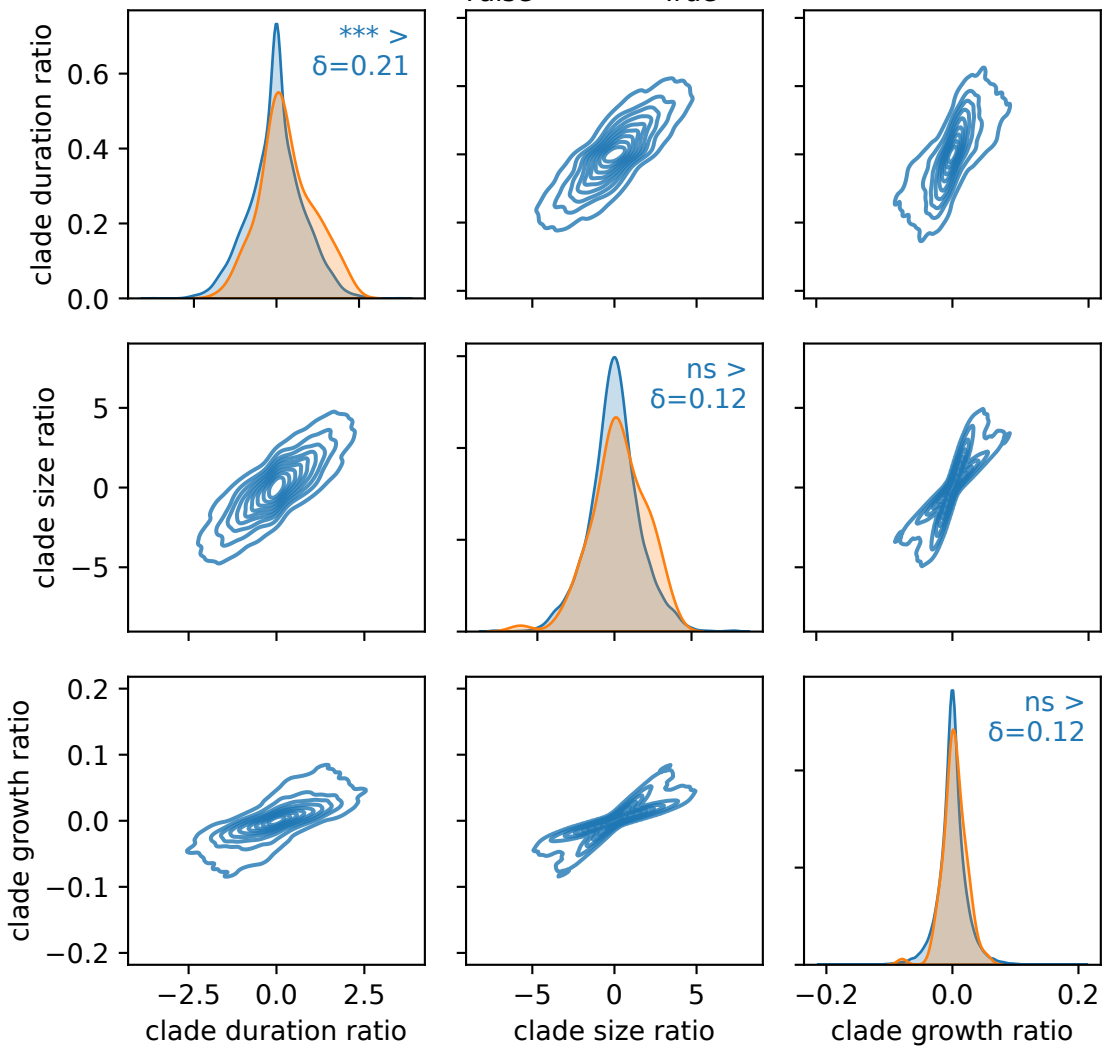 clade duration ratio
0.6
0.4
0.2
0.0
*** >
δ=0.21
clade size ratio
5
0
−5
ns >
δ=0.12
clade growth ratio
0.2
0.1
0.0
−0.1
−0.2
ns >
δ=0.12
−2.5 0.0 2.5
clade duration ratio
−5 0 5
clade size ratio
−0.2 0.0 0.2
clade growth ratio